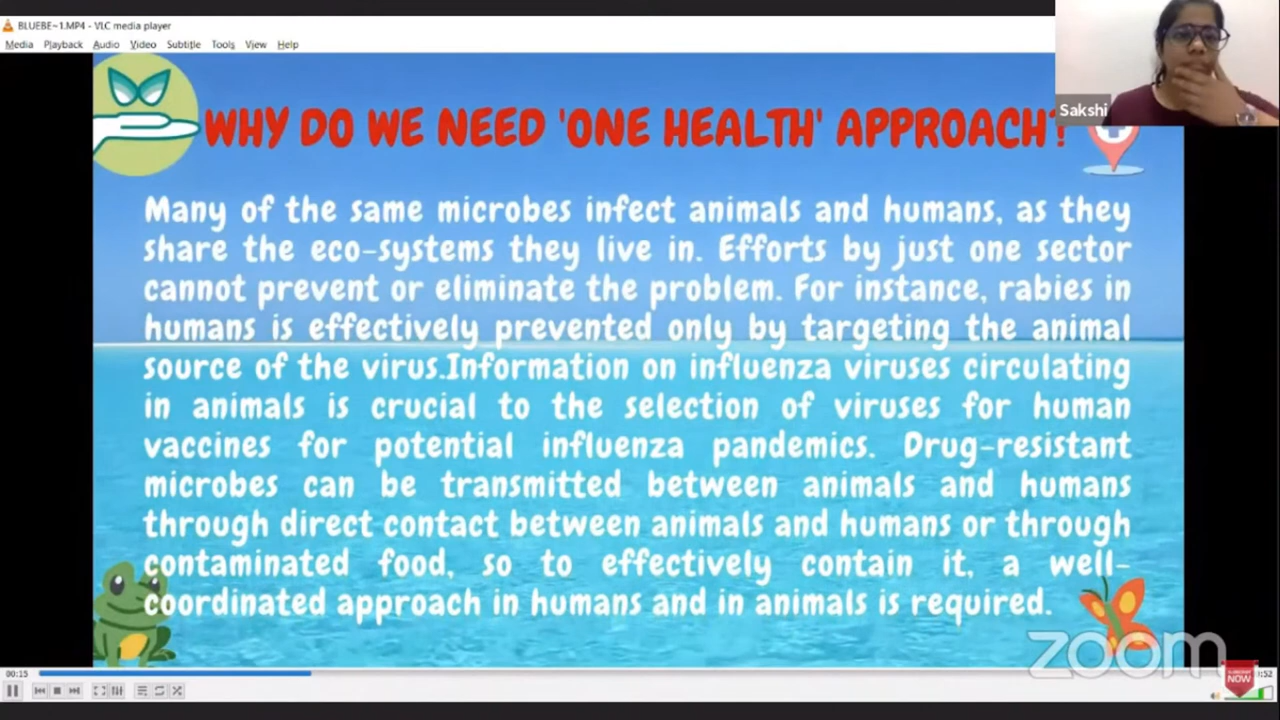 BLUEBE~1.MP4 - VLC media player
Media Playback Audio Video Subtitle Tools View Help
Sakshi
WHY DO WE NEED 'ONE HEALTH' APPROACH?
Many of the same microbes infect animals and humans, as they
share the eco-systems they live in. Efforts by just one sector
cannot prevent or eliminate the problem. For instance, rabies in
humans is effectively prevented only by targeting the animal
source of the virus.Information on influenza viruses circulating
in animals is crucial to the selection of viruses for human
vaccines for potential influenza pandemics. Drug-resistant
microbes can be transmitted between animals and humans
through direct contact between animals and humans or through
contaminated food, so to effectively contain it, a well-
coordinated approach in humans and in animals is required.
zoom
00:15
NOW